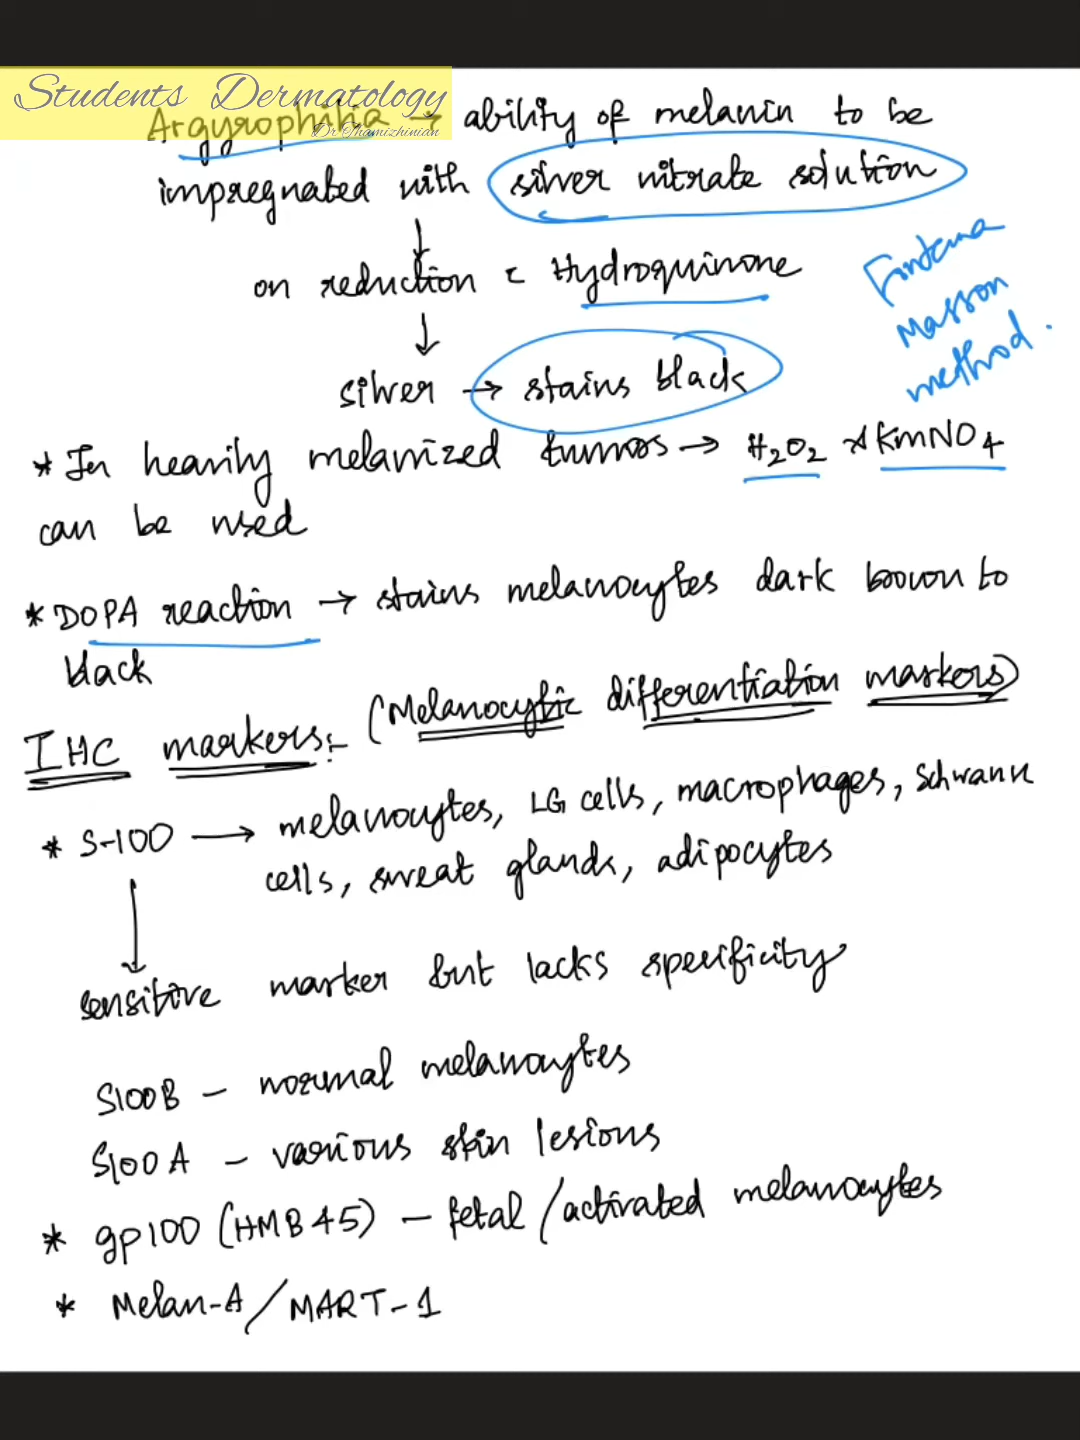 Students Dermatology
Dr Thamizhinian
Argyrophilia → ability of melanin to be
impregnated with silver nitrate solution
↓
on reduction c Hydroquinone
↓
silver → stains black
Fontana
Masson
method.
* In heavily melanized tumors → H2O2 & KmNO4
can be used
* DOPA reaction → stains melanocytes dark brown to
black
IHC markers:- (Melanocytic differentiation markers)
* S-100 → melanocytes, LG cells, macrophages, Schwann
cells, sweat glands, adipocytes
↓
sensitive marker but lacks specificity
S100B - normal melanocytes
S100A - various skin lesions
* gp100 (HMB45) - fetal/activated melanocytes
* Melan-A/MART-1